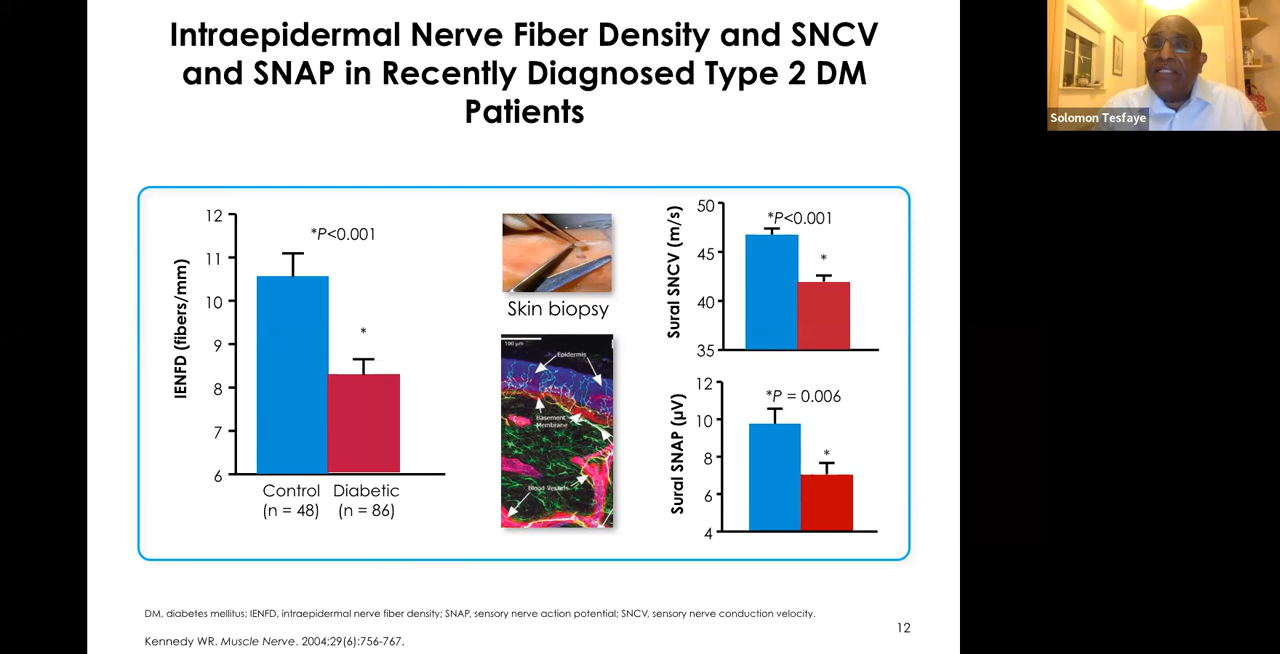 Intraepidermal Nerve Fiber Density and SNCV
and SNAP in Recently Diagnosed Type 2 DM
Patients
Solomon Tesfaye
IENFD (fibers/mm)
12
11
10
9
8
7
6
*P<0.001
*
Control
(n = 48)
Diabetic
(n = 86)
Skin biopsy
100 µm
Epidermis
Basement
Membrane
Blood Vessels
Sural SNCV (m/s)
50
45
40
35
*P<0.001
*
Sural SNAP (µV)
12
10
8
6
4
*P = 0.006
*
DM, diabetes mellitus; IENFD, intraepidermal nerve fiber density; SNAP, sensory nerve action potential; SNCV, sensory nerve conduction velocity.
12
Kennedy WR. Muscle Nerve. 2004;29(6):756-767.